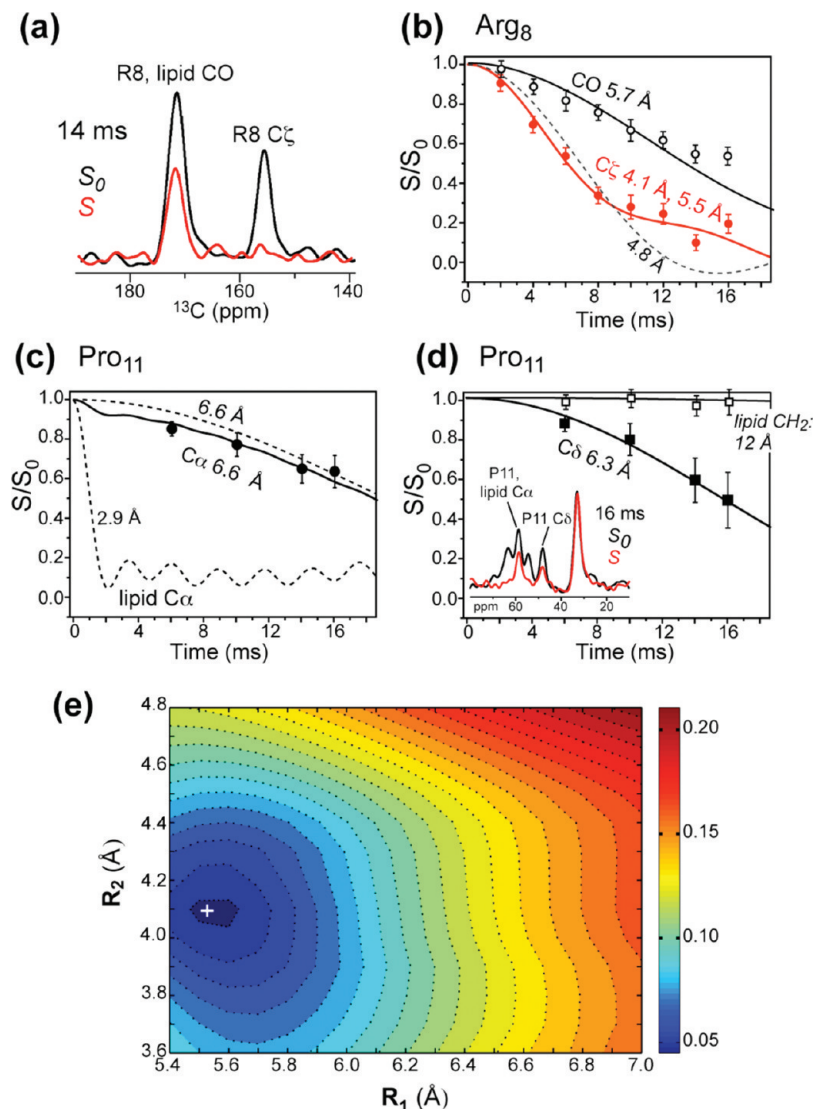 (a)
R8, lipid CO
14 ms
R8 Cζ
S0
S
180 160 140
13C (ppm)
(b) Arg8
S/S0
1.0
0.8
0.6
0.4
0.2
0.0
CO 5.7 Å
Cζ 4.1 Å, 5.5 Å
4.8 Å
0 4 8 12 16
Time (ms)
(c) Pro11
S/S0
1.0
0.8
0.6
0.4
0.2
0.0
6.6 Å
Cα 6.6 Å
2.9 Å
lipid Cα
0 4 8 12 16
Time (ms)
(d) Pro11
S/S0
1.0
0.8
0.6
0.4
0.2
0.0
lipid CH2:
12 Å
Cδ 6.3 Å
P11,
lipid Cα
P11 Cδ
16 ms
S0
S
ppm 60 40 20
0 4 8 12 16
Time (ms)
(e)
R2 (Å)
4.8
4.6
4.4
4.2
4.0
3.8
3.6
5.4 5.6 5.8 6.0 6.2 6.4 6.6 6.8 7.0
R1 (Å)
0.20
0.15
0.10
0.05